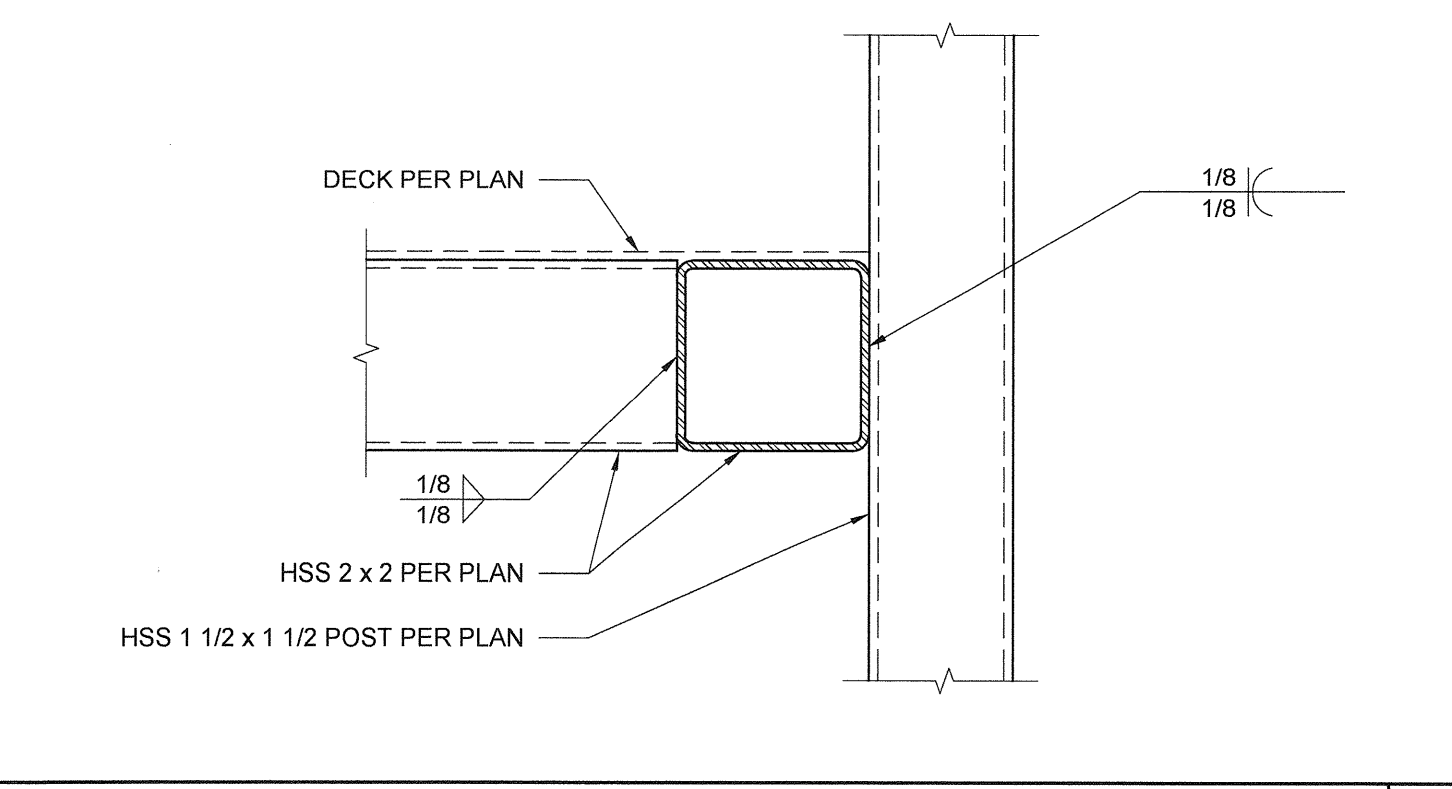 DECK PER PLAN
1/8
1/8
1/8
1/8
HSS 2 x 2 PER PLAN
HSS 1 1/2 x 1 1/2 POST PER PLAN